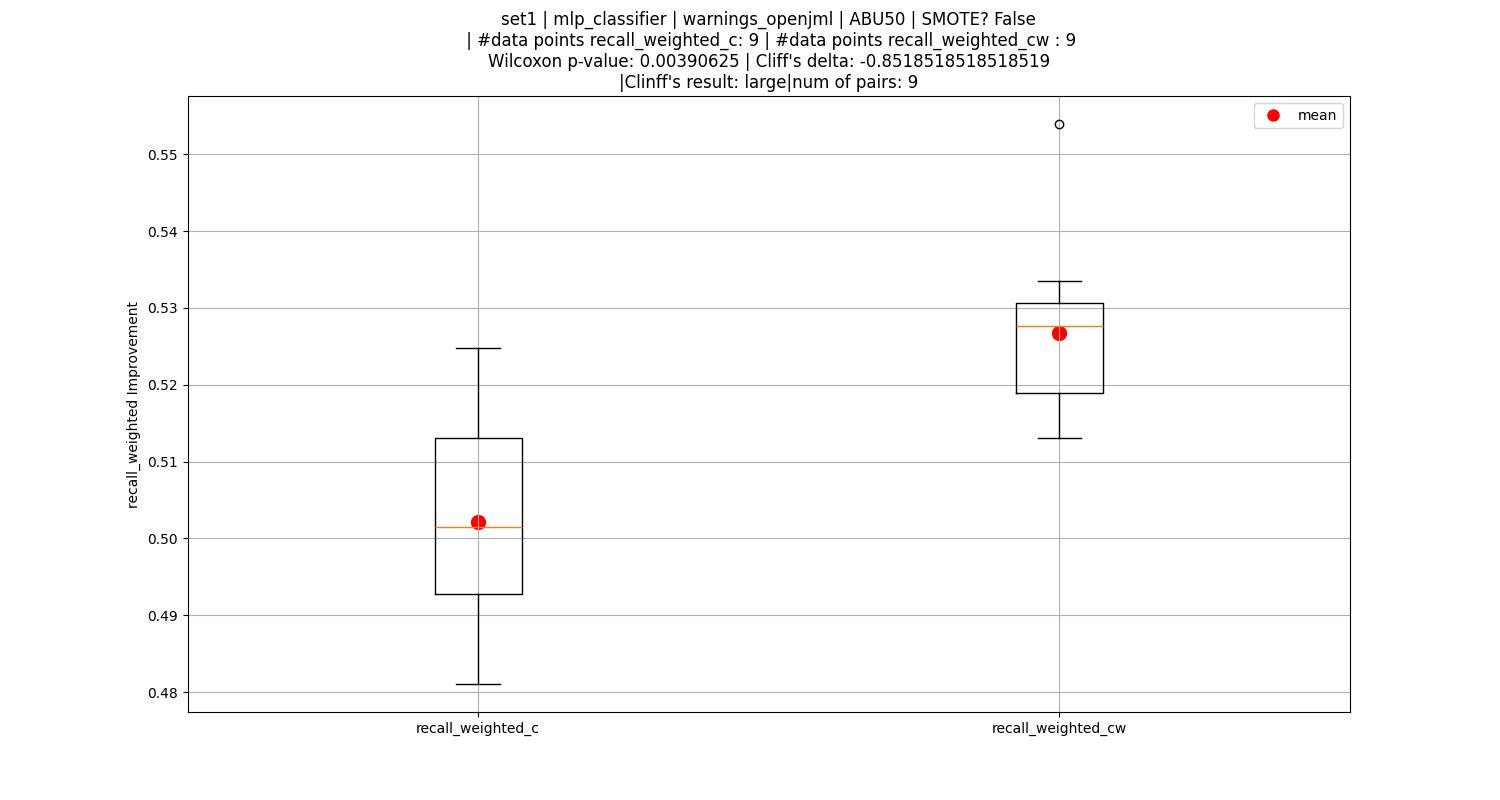 set1 | mlp_classifier | warnings_openjml | ABU50 | SMOTE? False
| #data points recall_weighted_c: 9 | #data points recall_weighted_cw : 9
Wilcoxon p-value: 0.00390625 | Cliff's delta: -0.8518518518518519
|Clinff's result: large|num of pairs: 9
mean
0.55
0.54
0.53
0.52
0.51
0.50
0.49
0.48
recall_weighted Improvement
recall_weighted_c
recall_weighted_cw